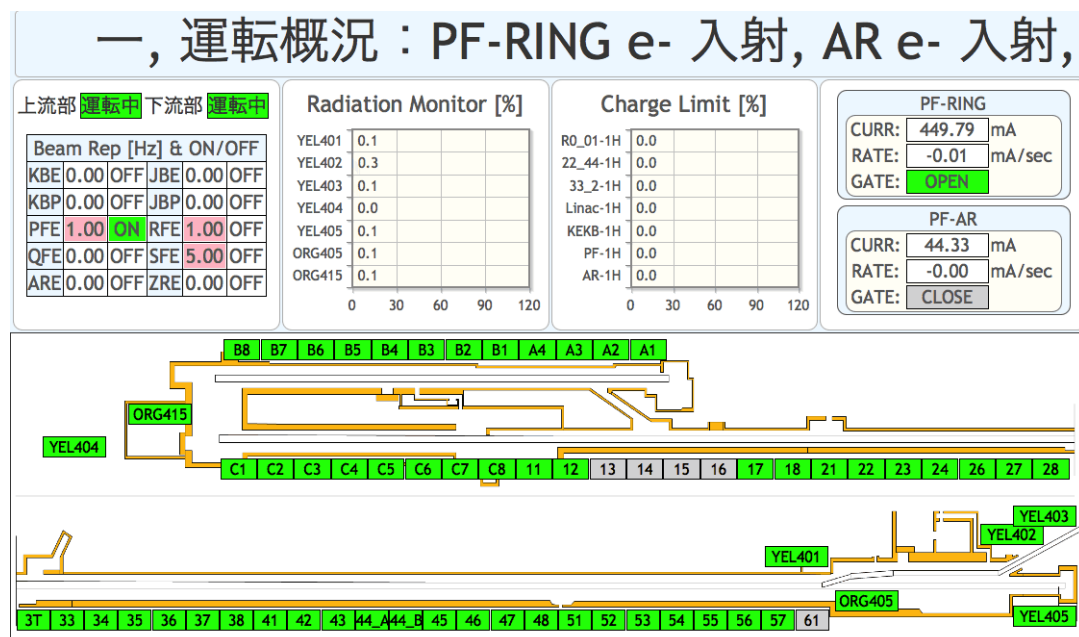 一, 運転概況：PF-RING e- 入射, AR e- 入射,
上流部 運転中 下流部 運転中
Beam Rep [Hz] & ON/OFF
KBE 0.00 OFF JBE 0.00 OFF
KBP 0.00 OFF JBP 0.00 OFF
PFE 1.00 ON RFE 1.00 OFF
QFE 0.00 OFF SFE 5.00 OFF
ARE 0.00 OFF ZRE 0.00 OFF
Radiation Monitor [%]
YEL401 0.1
YEL402 0.3
YEL403 0.1
YEL404 0.0
YEL405 0.1
ORG405 0.1
ORG415 0.1
0 30 60 90 120
Charge Limit [%]
R0_01-1H 0.0
22_44-1H 0.0
33_2-1H 0.0
Linac-1H 0.0
KEKB-1H 0.0
PF-1H 0.0
AR-1H 0.0
0 30 60 90 120
PF-RING
CURR: 449.79 mA
RATE: -0.01 mA/sec
GATE: OPEN
PF-AR
CURR: 44.33 mA
RATE: -0.00 mA/sec
GATE: CLOSE
B8 B7 B6 B5 B4 B3 B2 B1 A4 A3 A2 A1
ORG415
YEL404
C1 C2 C3 C4 C5 C6 C7 C8 11 12 13 14 15 16 17 18 21 22 23 24 26 27 28
YEL403
YEL402
YEL401
ORG405
YEL405
3T 33 34 35 36 37 38 41 42 43 44_A 44_B 45 46 47 48 51 52 53 54 55 56 57 61